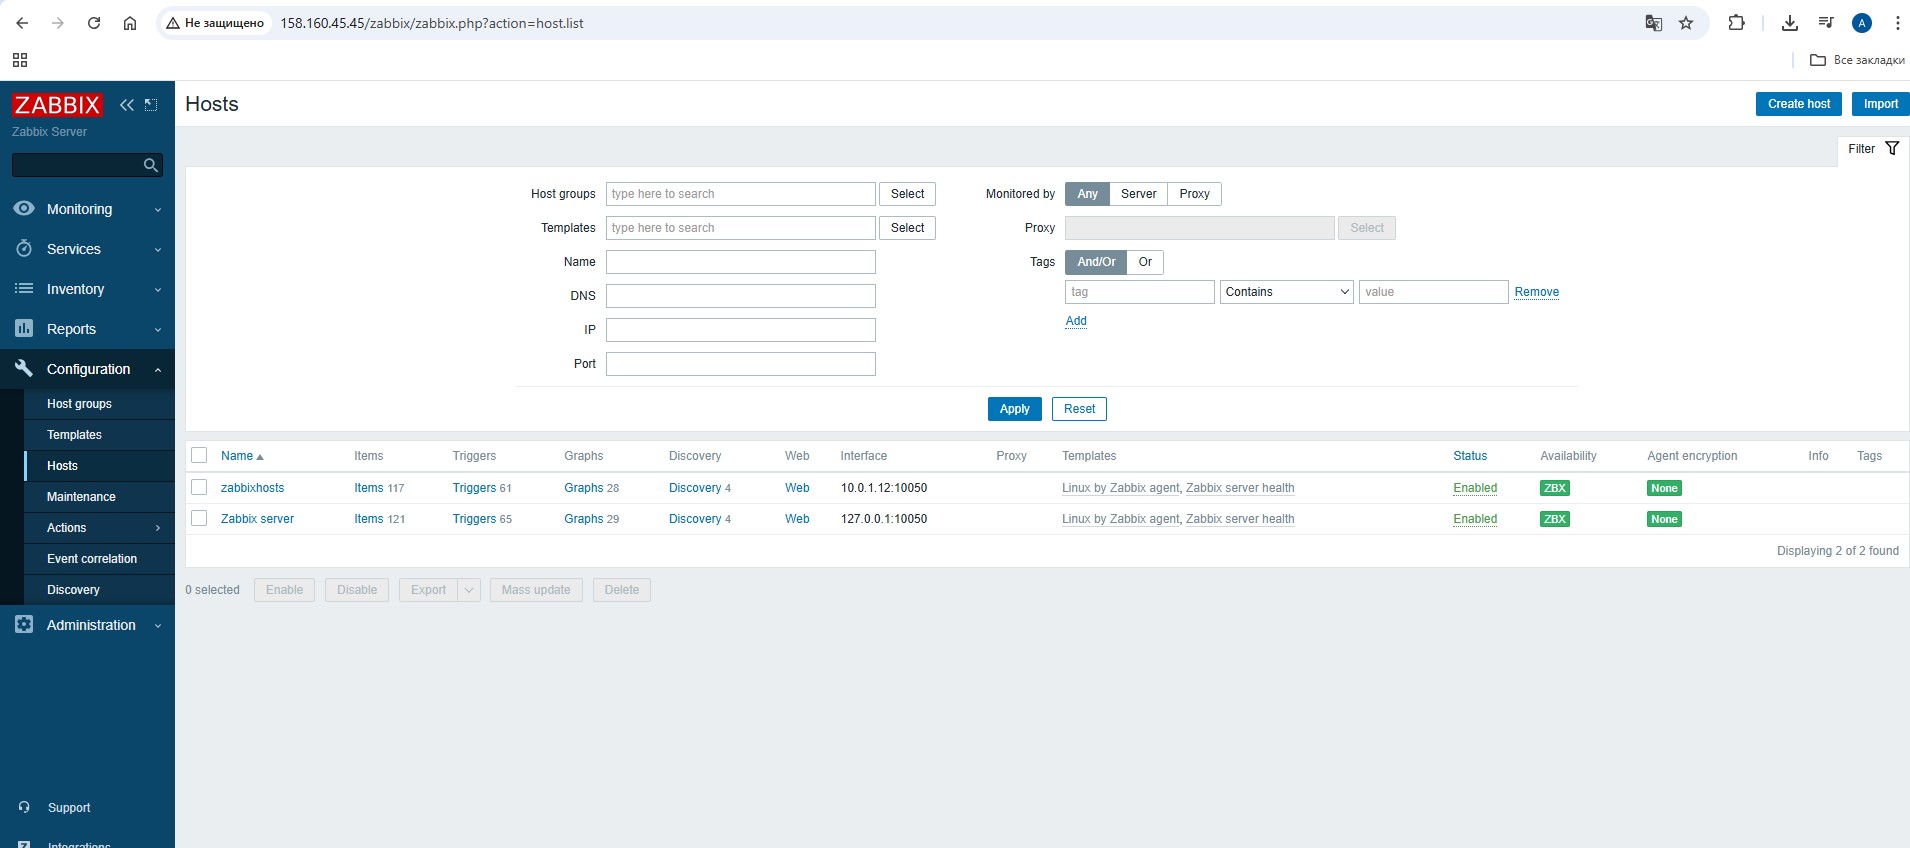 Не защищено 158.160.45.45/zabbix/zabbix.php?action=host.list A
Все закладки
ZABBIX
Zabbix Server
Monitoring
Services
Inventory
Reports
Configuration
Host groups
Templates
Hosts
Maintenance
Actions
Event correlation
Discovery
Administration
Support
Integrations
Hosts Create host Import
Filter
Host groups type here to search Select Monitored by Any Server Proxy
Templates type here to search Select Proxy Select
Name Tags And/Or Or
DNS tag Contains value Remove
IP Add
Port
Apply Reset
Name Items Triggers Graphs Discovery Web Interface Proxy Templates Status Availability Agent encryption Info Tags
zabbixhosts Items 117 Triggers 61 Graphs 28 Discovery 4 Web 10.0.1.12:10050 Linux by Zabbix agent, Zabbix server health Enabled ZBX None
Zabbix server Items 121 Triggers 65 Graphs 29 Discovery 4 Web 127.0.0.1:10050 Linux by Zabbix agent, Zabbix server health Enabled ZBX None
Displaying 2 of 2 found
0 selected Enable Disable Export Mass update Delete